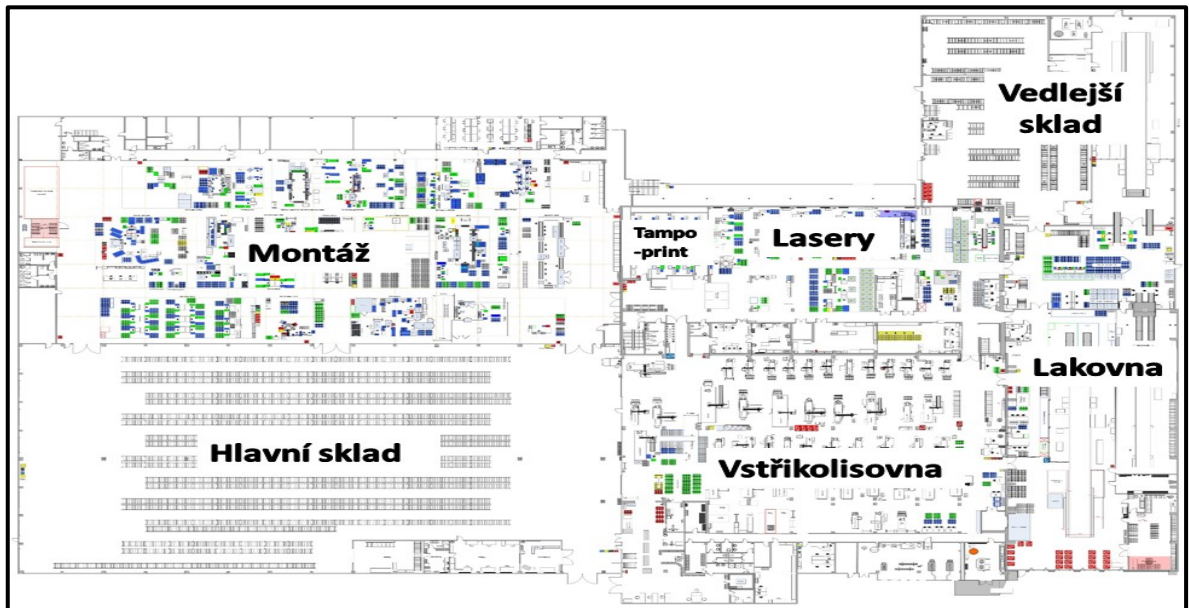 Vedlejší
sklad
Montáž
Tampo
-print
Lasery
Lakovna
Hlavní sklad
Vstřikolisovna